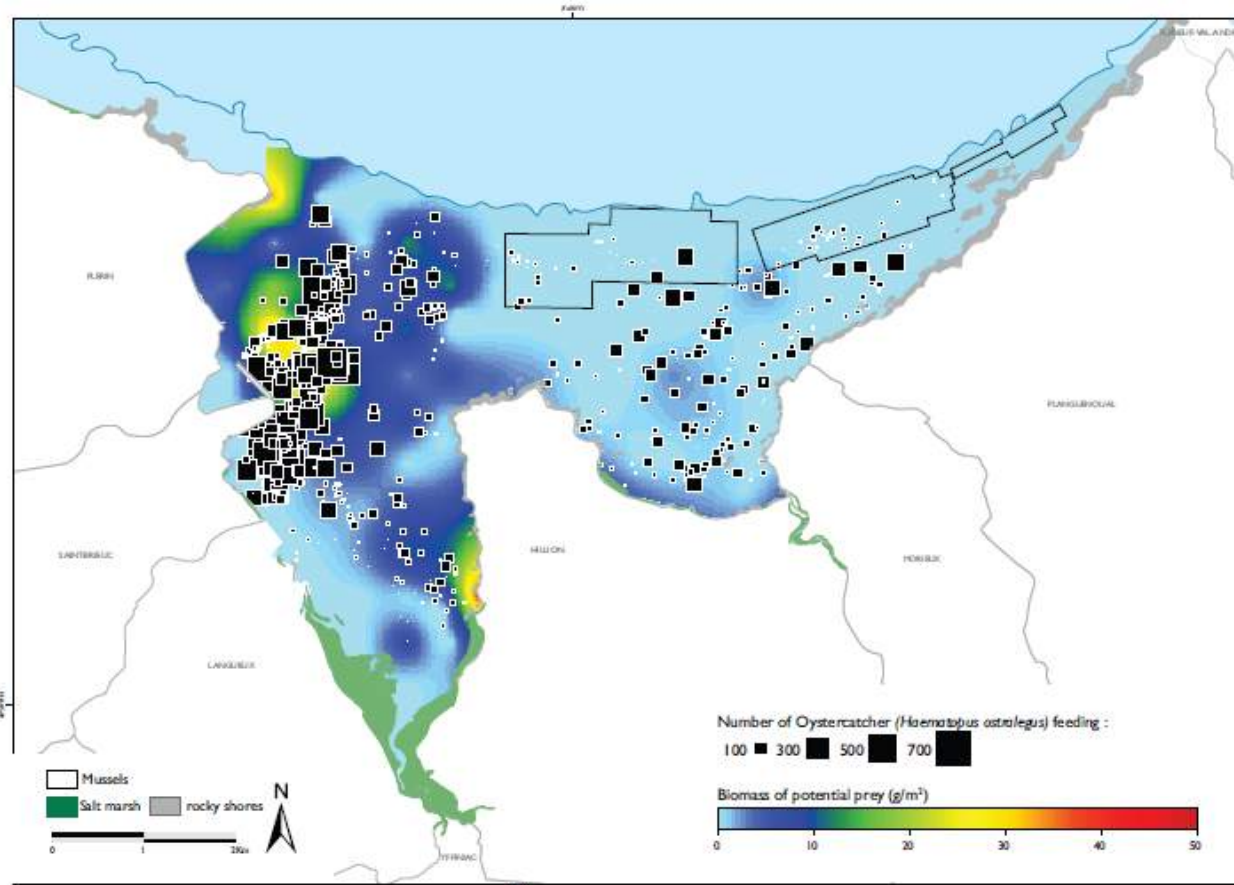 PLERIN
PLANGUENOUAL
HILLION
MORIEUX
LANGUEUX
YFFINIAC
Number of Oystercatcher (Haematopus ostralegus) feeding :
100 300 500 700
Mussels
Salt marsh rocky shores
N
0 1 2Km
Biomass of potential prey (g/m²)
0 10 20 30 40 50